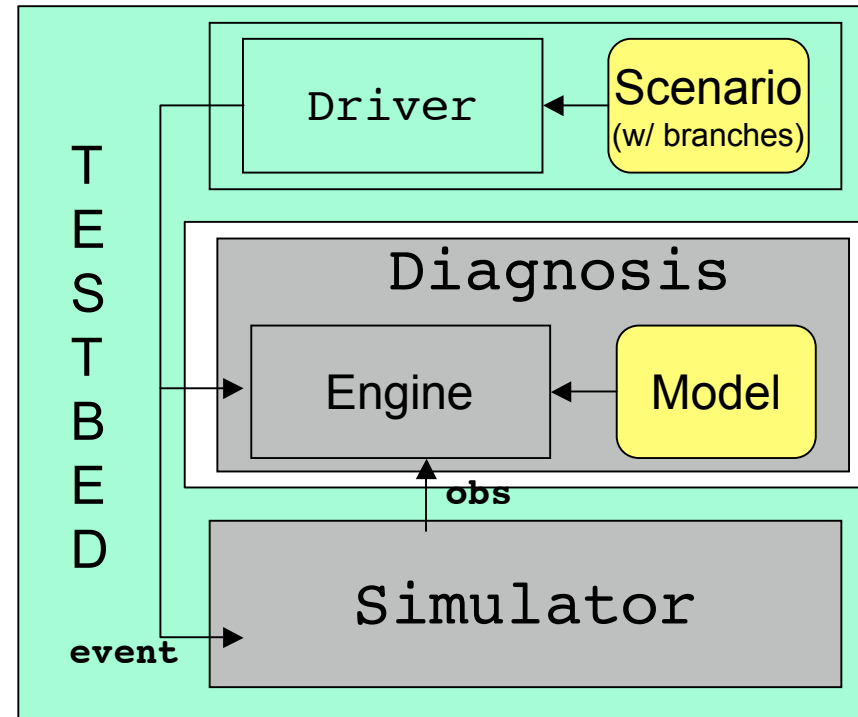 Driver
Scenario
(w/ branches)
T
E
S
T
B
E
D
Diagnosis
Engine
Model
obs
Simulator
event